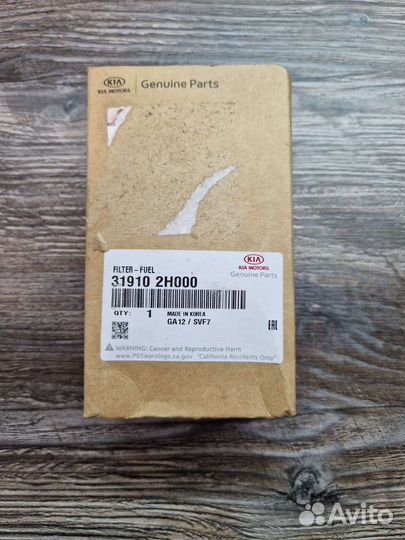 KIA
KIA MOTORS
Genuine Parts
FILTER - FUEL
31910 2H000
KIA
KIA MOTORS
Genuine Parts
QTY: 1
MADE IN KOREA
GA12 / SVF7
EAC
WARNING: Cancer and Reproductive Harm
www.P65warnings.ca.gov "California Residents Only"
Avito